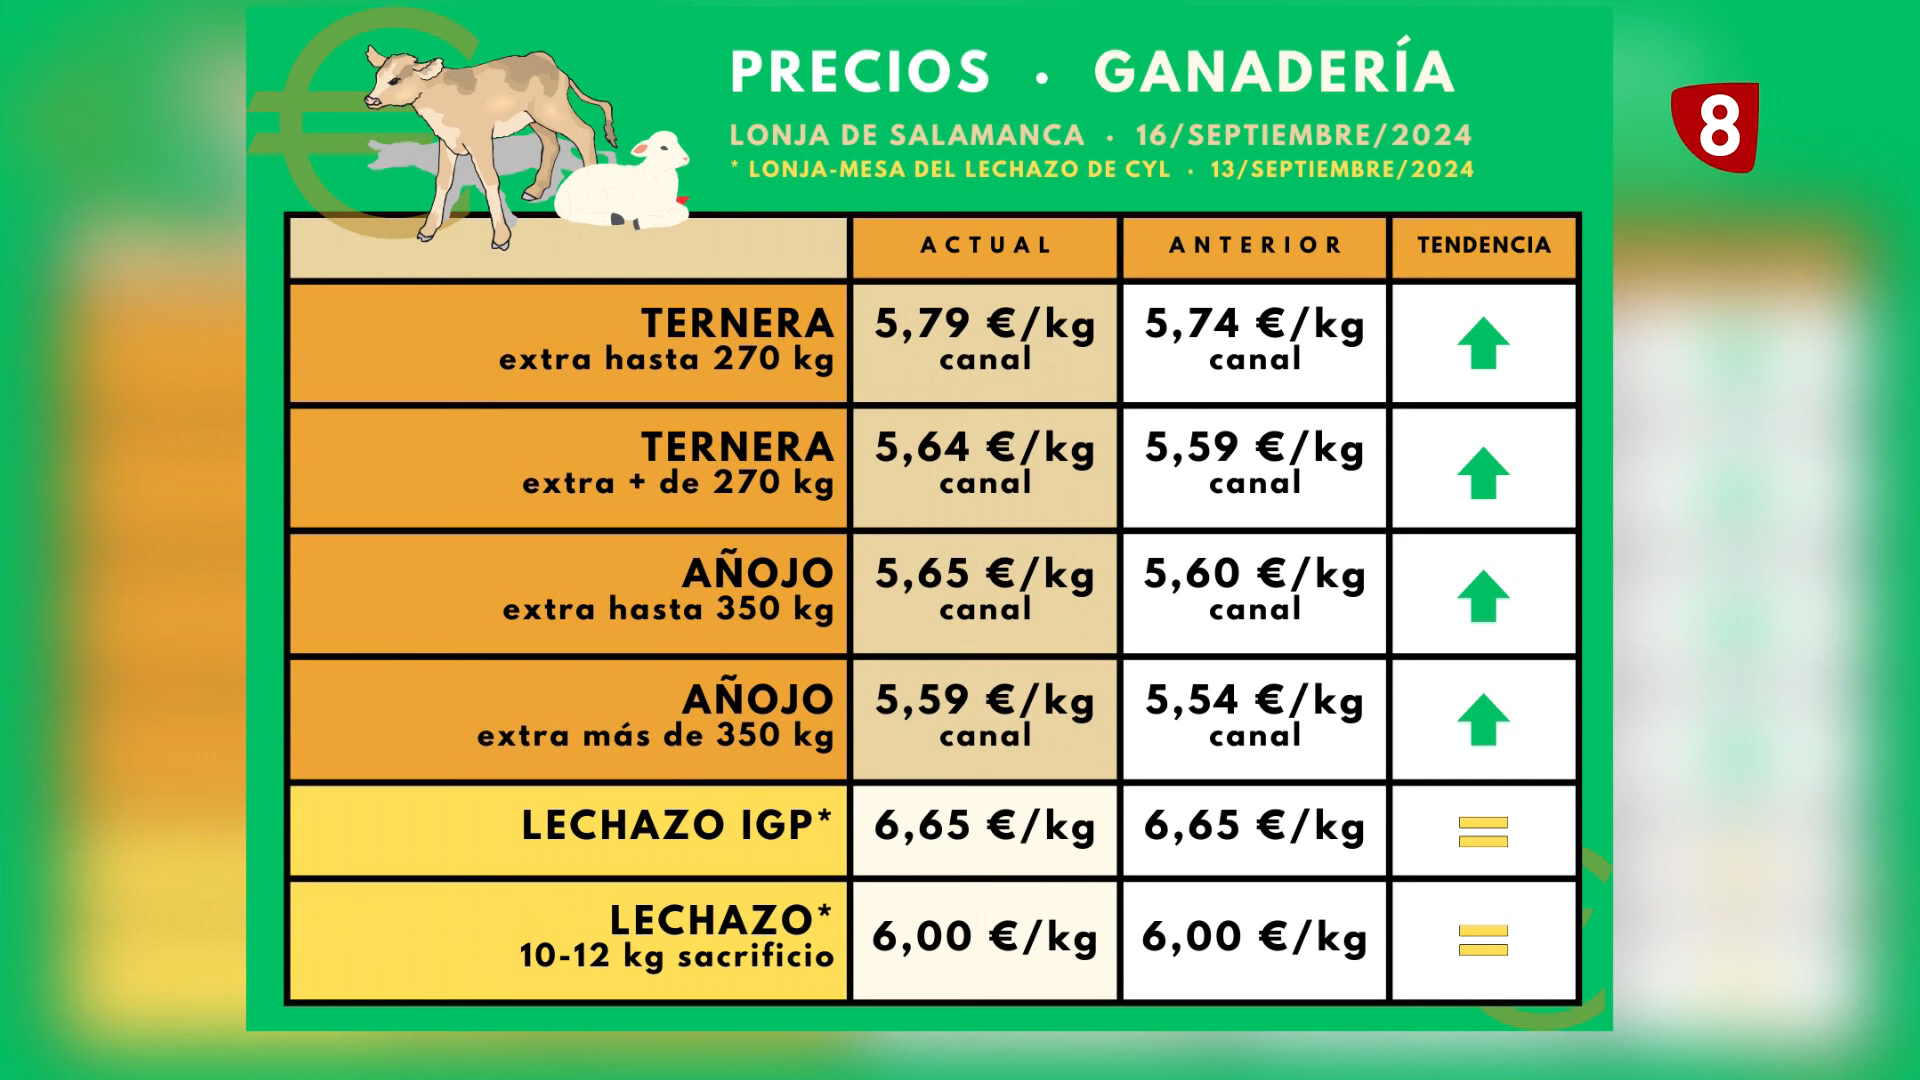 PRECIOS · GANADERÍA
LONJA DE SALAMANCA · 16/SEPTIEMBRE/2024
* LONJA-MESA DEL LECHAZO DE CYL · 13/SEPTIEMBRE/2024
8
ACTUAL ANTERIOR TENDENCIA
TERNERA 5,79 €/kg 5,74 €/kg
extra hasta 270 kg canal canal
TERNERA 5,64 €/kg 5,59 €/kg
extra + de 270 kg canal canal
AÑOJO 5,65 €/kg 5,60 €/kg
extra hasta 350 kg canal canal
AÑOJO 5,59 €/kg 5,54 €/kg
extra más de 350 kg canal canal
LECHAZO IGP* 6,65 €/kg 6,65 €/kg
LECHAZO* 6,00 €/kg 6,00 €/kg
10-12 kg sacrificio